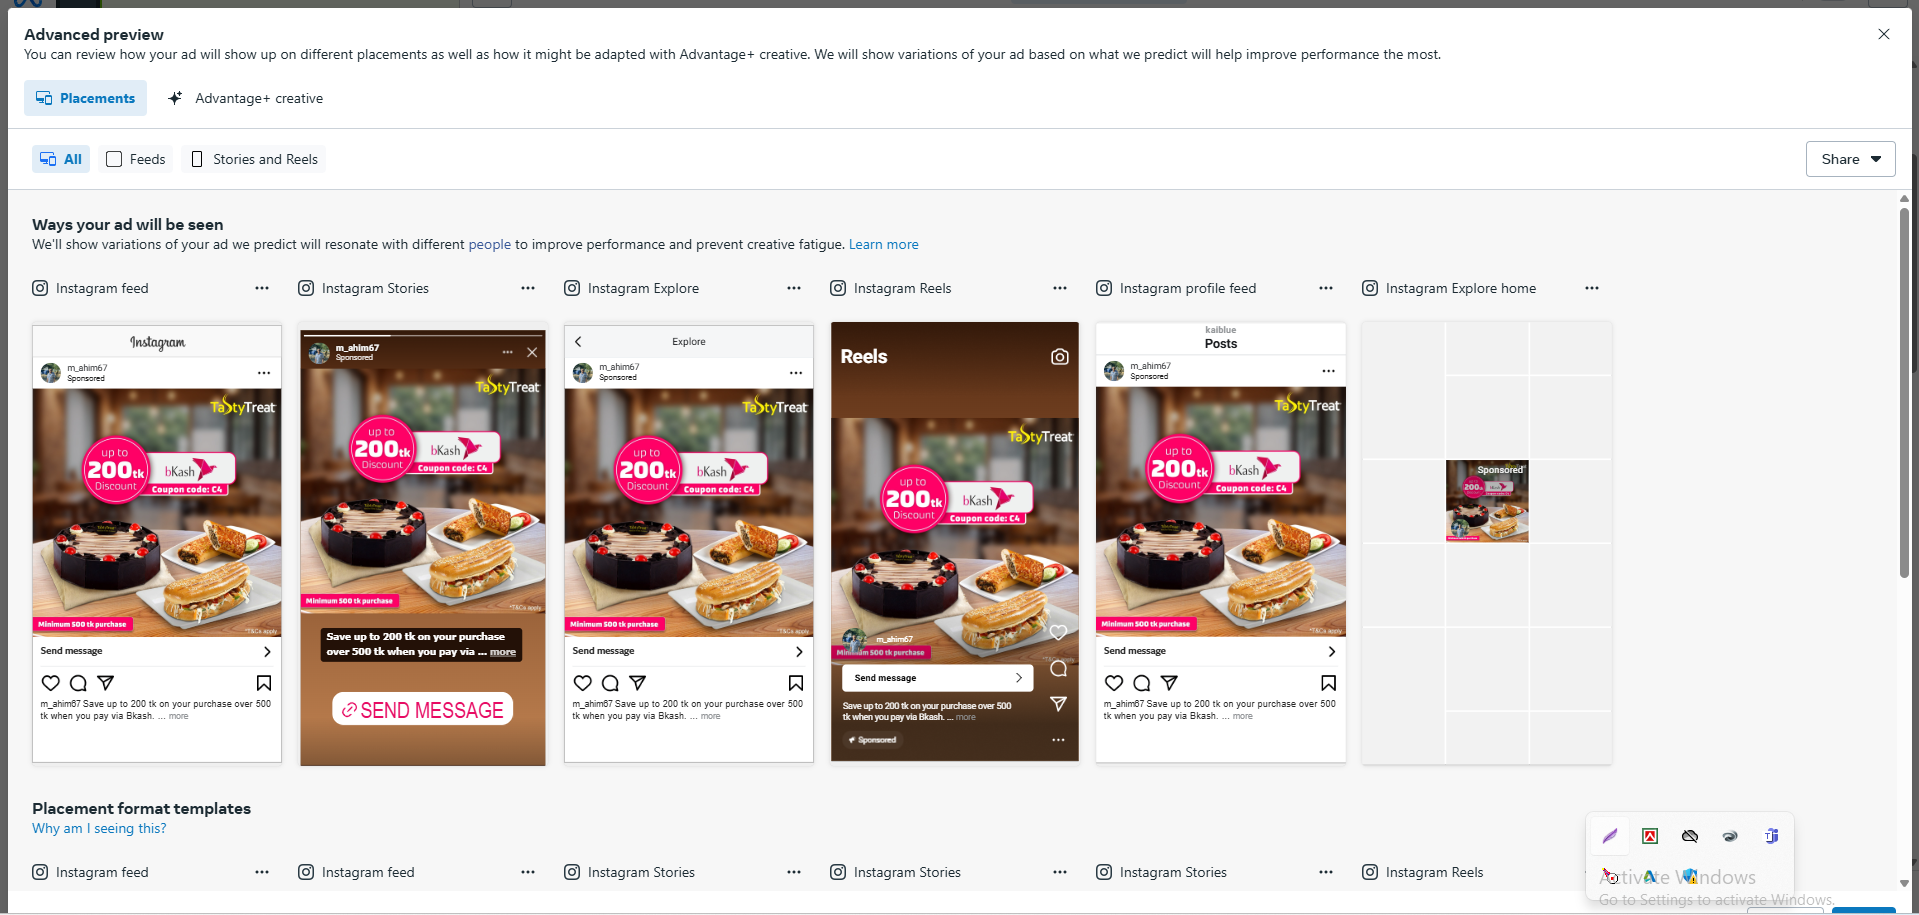 Advanced preview
You can review how your ad will show up on different placements as well as how it might be adapted with Advantage+ creative. We will show variations of your ad based on what we predict will help improve performance the most.
Placements
Advantage+ creative
All
Feeds
Stories and Reels
Share
Ways your ad will be seen
We'll show variations of your ad we predict will resonate with different people to improve performance and prevent creative fatigue. Learn more
Instagram feed
Instagram Stories
Instagram Explore
Instagram Reels
Instagram profile feed
Instagram Explore home
Instagram
m_ahim67
Sponsored
TastyTreat
up to
200tk
Discount
bKash
Coupon code: C4
Minimum 500 tk purchase
*T&Cs apply
Send message
m_ahim67 Save up to 200 tk on your purchase over 500
tk when you pay via Bkash. ... more
m_ahim67
Sponsored
TastyTreat
up to
200tk
Discount
bKash
Coupon code: C4
Minimum 500 tk purchase
*T&Cs apply
Save up to 200 tk on your purchase
over 500 tk when you pay via ... more
SEND MESSAGE
Explore
m_ahim67
Sponsored
TastyTreat
up to
200tk
Discount
bKash
Coupon code: C4
Minimum 500 tk purchase
*T&Cs apply
Send message
m_ahim67 Save up to 200 tk on your purchase over 500
tk when you pay via Bkash. ... more
Reels
TastyTreat
up to
200tk
Discount
bKash
Coupon code: C4
m_ahim67
Minimum 500 tk purchase
*T&Cs apply
Send message
Save up to 200 tk on your purchase over 500
tk when you pay via Bkash. ... more
Sponsored
kaiblue
Posts
m_ahim67
Sponsored
TastyTreat
up to
200tk
Discount
bKash
Coupon code: C4
Minimum 500 tk purchase
*T&Cs apply
Send message
m_ahim67 Save up to 200 tk on your purchase over 500
tk when you pay via Bkash. ... more
Sponsored
200
Placement format templates
Why am I seeing this?
Instagram feed
Instagram feed
Instagram Stories
Instagram Stories
Instagram Stories
Instagram Reels
Activate Windows
Go to Settings to activate Windows.